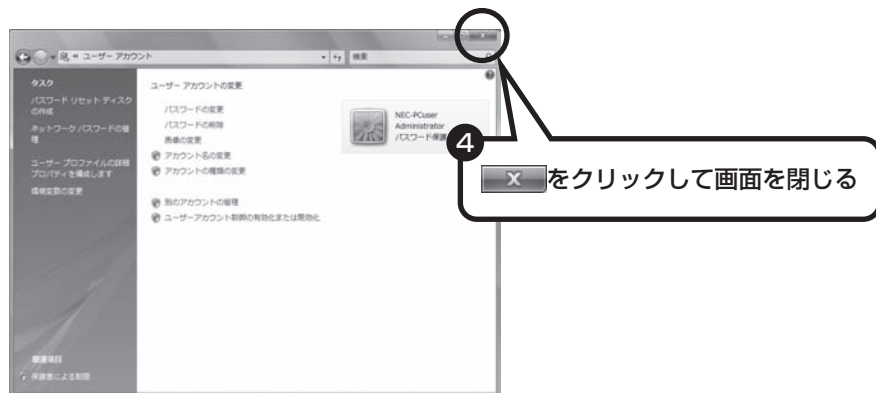 ユーザー アカウント
検索
タスク
パスワード リセット ディスク
の作成
ネットワーク パスワードの管
理
ユーザー プロファイルの詳細
プロパティを構成します
環境変数の変更
関連項目
保護者による制限
ユーザー アカウントの変更
パスワードの変更
パスワードの削除
画像の変更
アカウント名の変更
アカウントの種類の変更
別のアカウントの管理
ユーザーアカウント制御の有効化または無効化
NEC-PCuser
Administrator
パスワード保護
4
Xをクリックして画面を閉じる